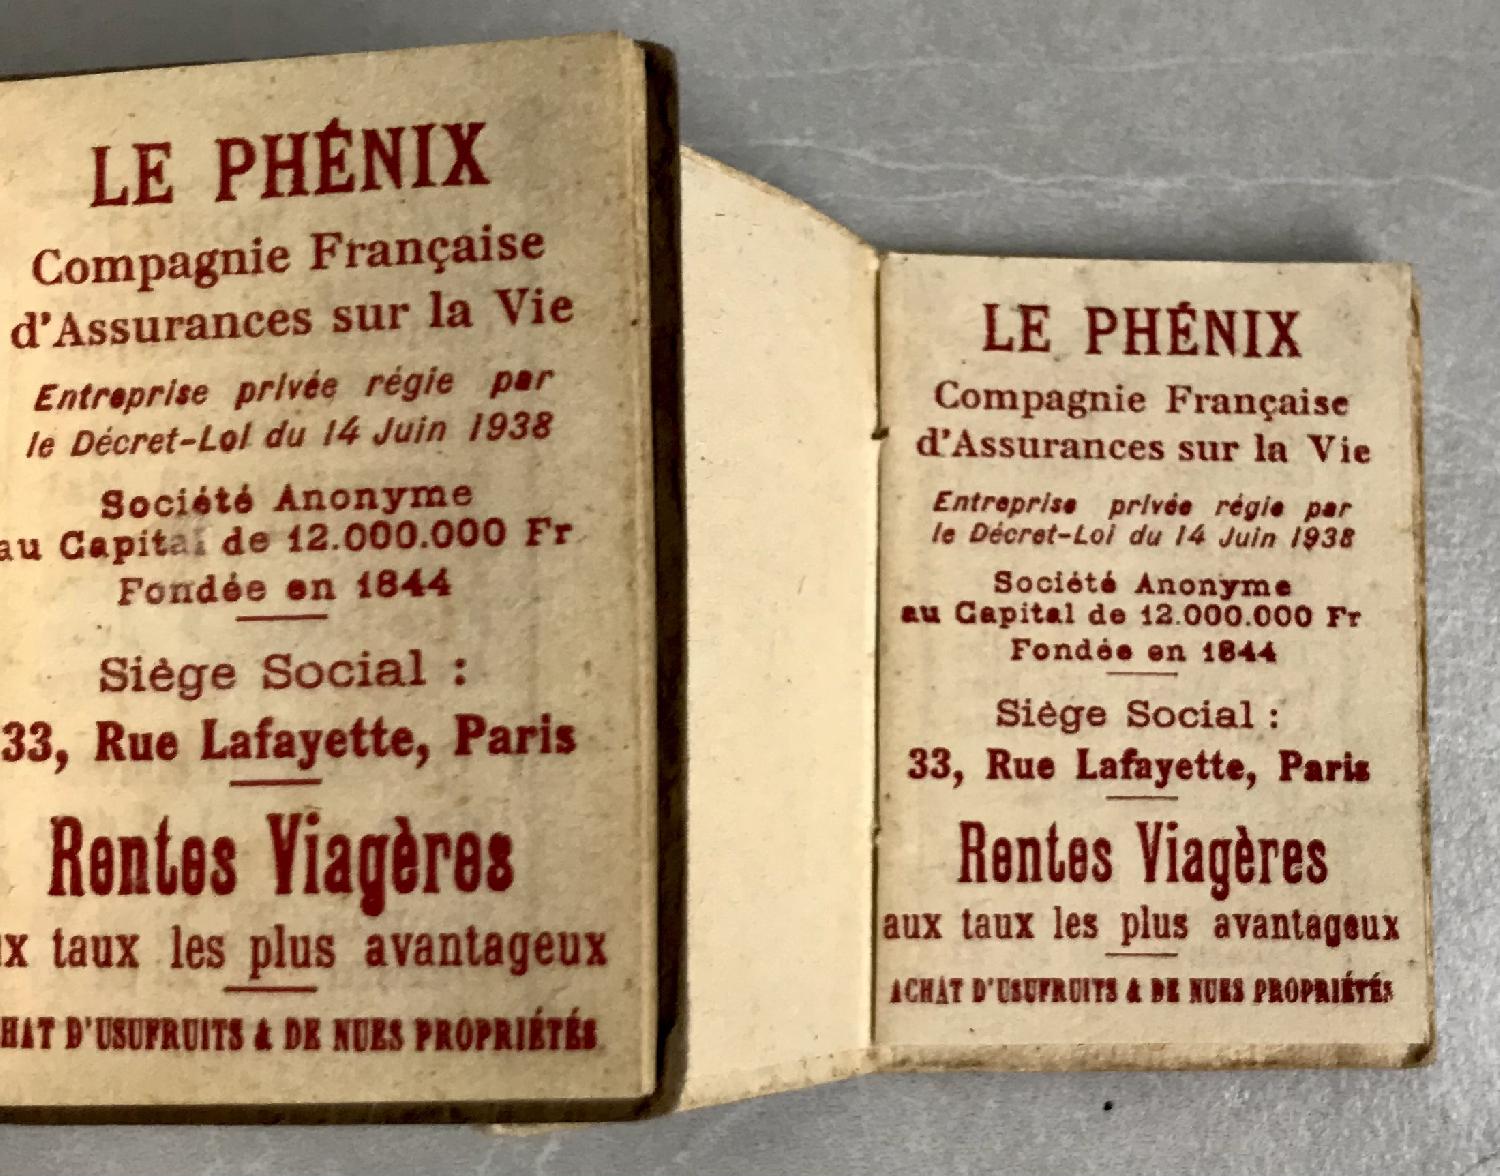 LE PHÉNIX
Compagnie Française
d'Assurances sur la Vie
Entreprise privée régie par
le Décret-Loi du 14 Juin 1938
Société Anonyme
au Capital de 12.000.000 Fr
Fondée en 1844
Siège Social :
33, Rue Lafayette, Paris
Rentes Viagères
x taux les plus avantageux
HAT D'USUFRUITS & DE NUES PROPRIÉTÉS
LE PHÉNIX
Compagnie Française
d'Assurances sur la Vie
Entreprise privée régie par
le Décret-Loi du 14 Juin 1938
Société Anonyme
au Capital de 12.000.000 Fr
Fondée en 1844
Siège Social :
33, Rue Lafayette, Paris
Rentes Viagères
aux taux les plus avantageux
ACHAT D'USUFRUITS & DE NUES PROPRIÉTÉS